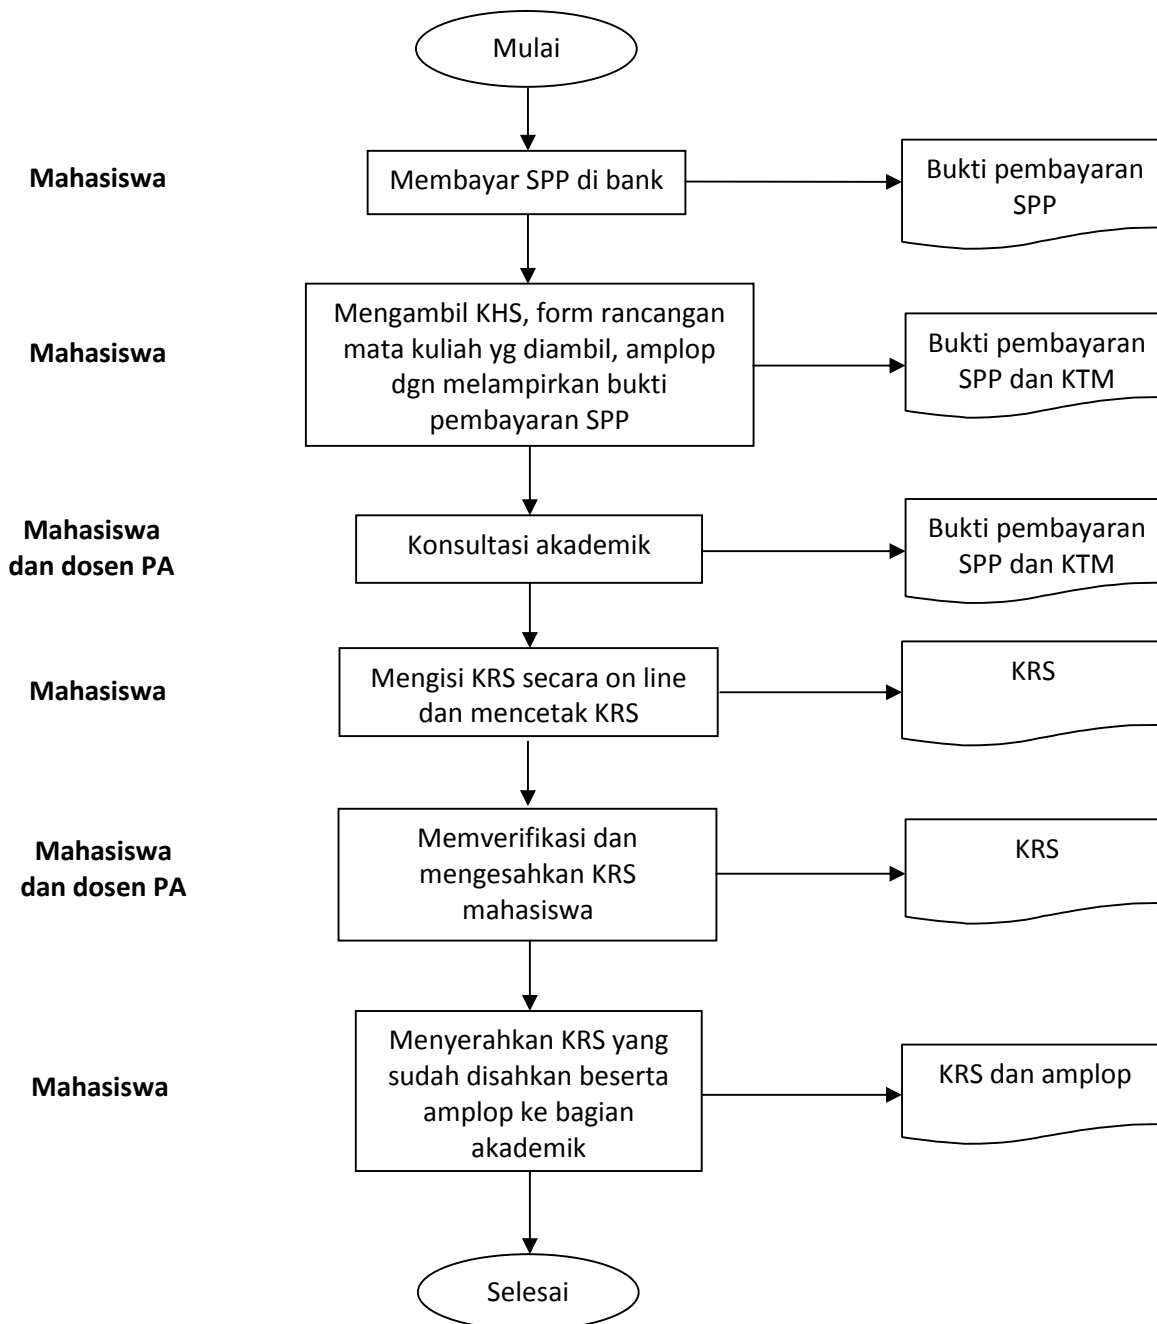 Mulai
Mahasiswa
Membayar SPP di bank
Bukti pembayaran
SPP
Mahasiswa
Mengambil KHS, form rancangan
mata kuliah yg diambil, amplop
dgn melampirkan bukti
pembayaran SPP
Bukti pembayaran
SPP dan KTM
Mahasiswa
dan dosen PA
Konsultasi akademik
Bukti pembayaran
SPP dan KTM
Mahasiswa
Mengisi KRS secara on line
dan mencetak KRS
KRS
Mahasiswa
dan dosen PA
Memverifikasi dan
mengesahkan KRS
mahasiswa
KRS
Mahasiswa
Menyerahkan KRS yang
sudah disahkan beserta
amplop ke bagian
akademik
KRS dan amplop
Selesai